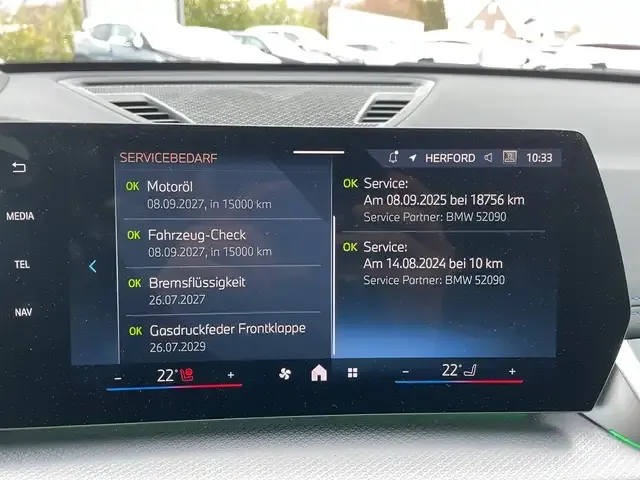 SERVICEBEDARF
HERFORD
10:33
MEDIA
TEL
NAV
OK Motoröl
08.09.2027, in 15000 km
OK Fahrzeug-Check
08.09.2027, in 15000 km
OK Bremsflüssigkeit
26.07.2027
OK Gasdruckfeder Frontklappe
26.07.2029
OK Service:
Am 08.09.2025 bei 18756 km
Service Partner: BMW 52090
OK Service:
Am 14.08.2024 bei 10 km
Service Partner: BMW 52090
− 22° +
− 22° +